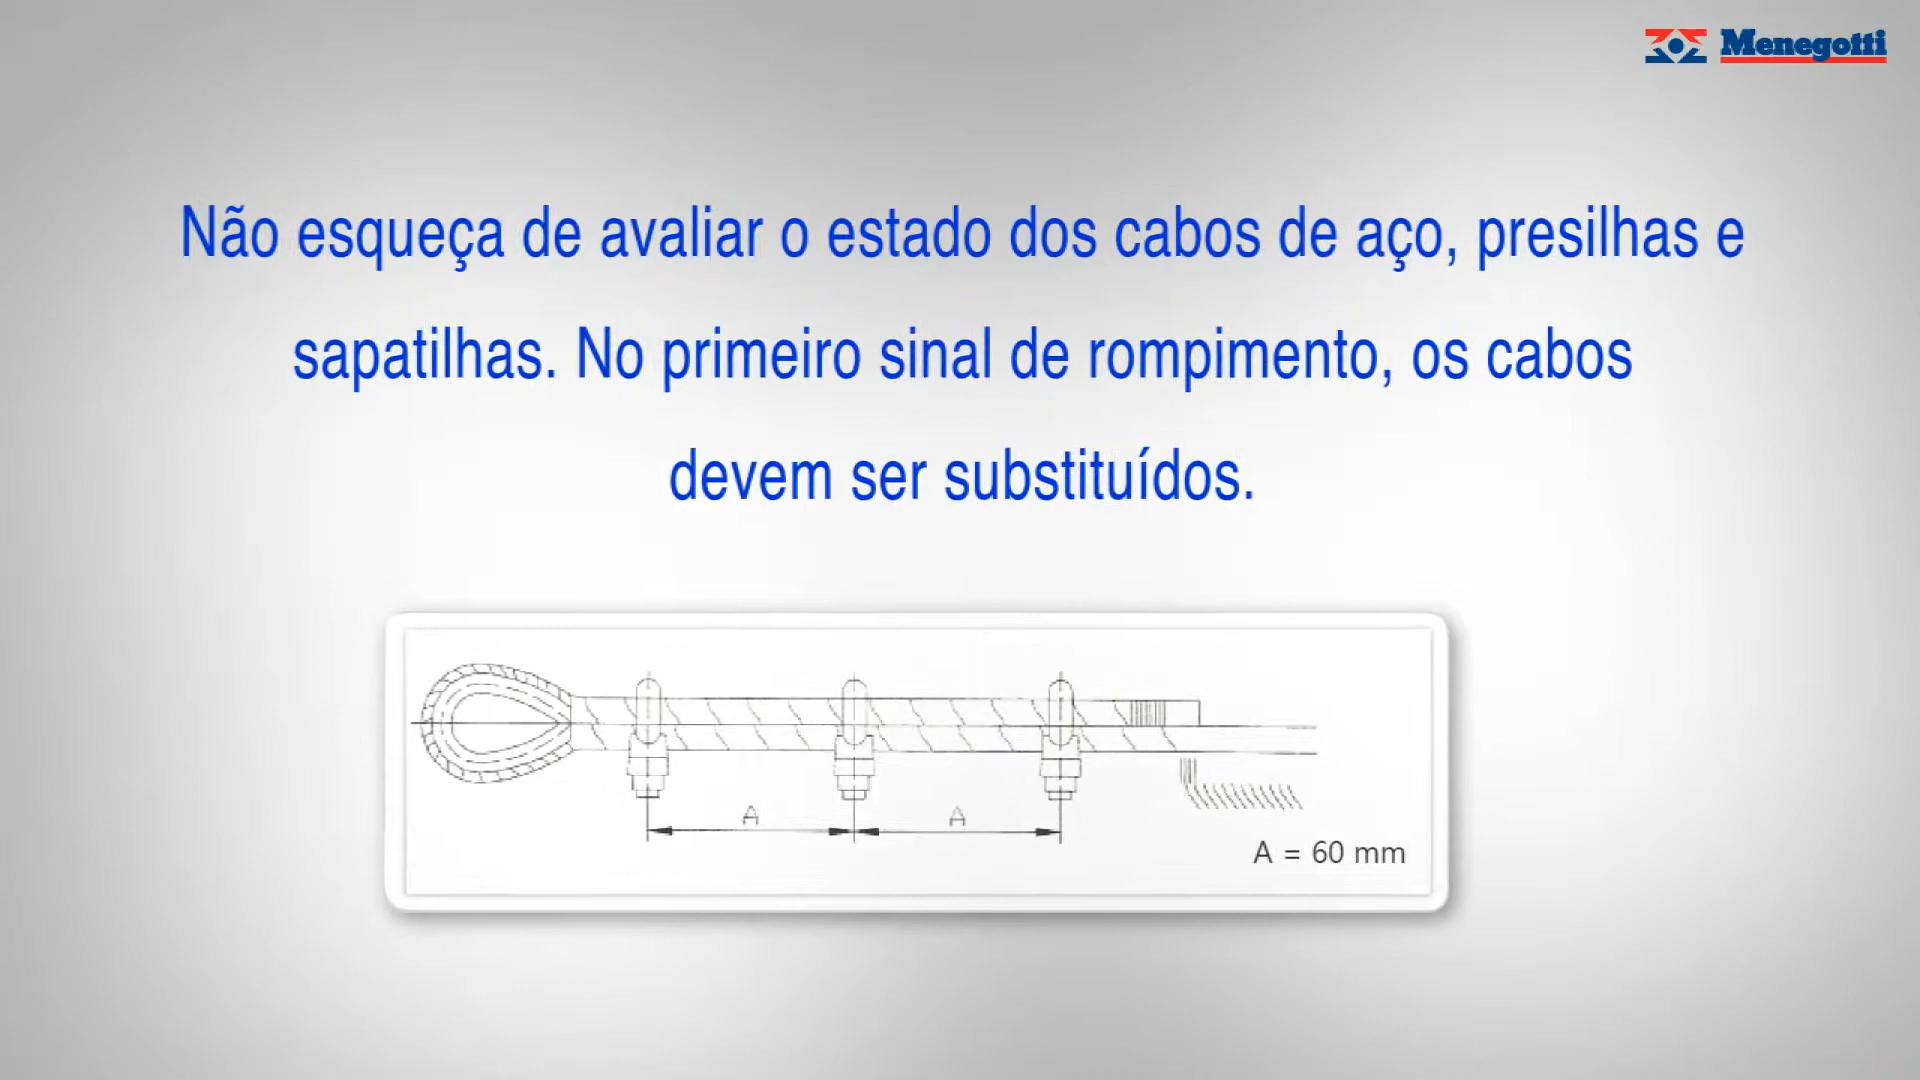 Menegotti
Não esqueça de avaliar o estado dos cabos de aço, presilhas e
sapatilhas. No primeiro sinal de rompimento, os cabos
devem ser substituídos.
A A
A = 60 mm